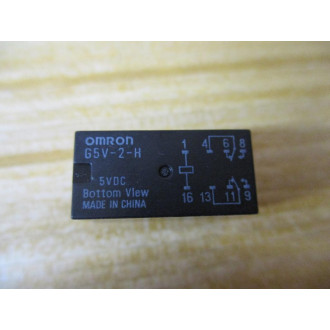 OMRON
G5V-2-H
5VDC
Bottom View
MADE IN CHINA
1 4 6 8
16 13 11 9